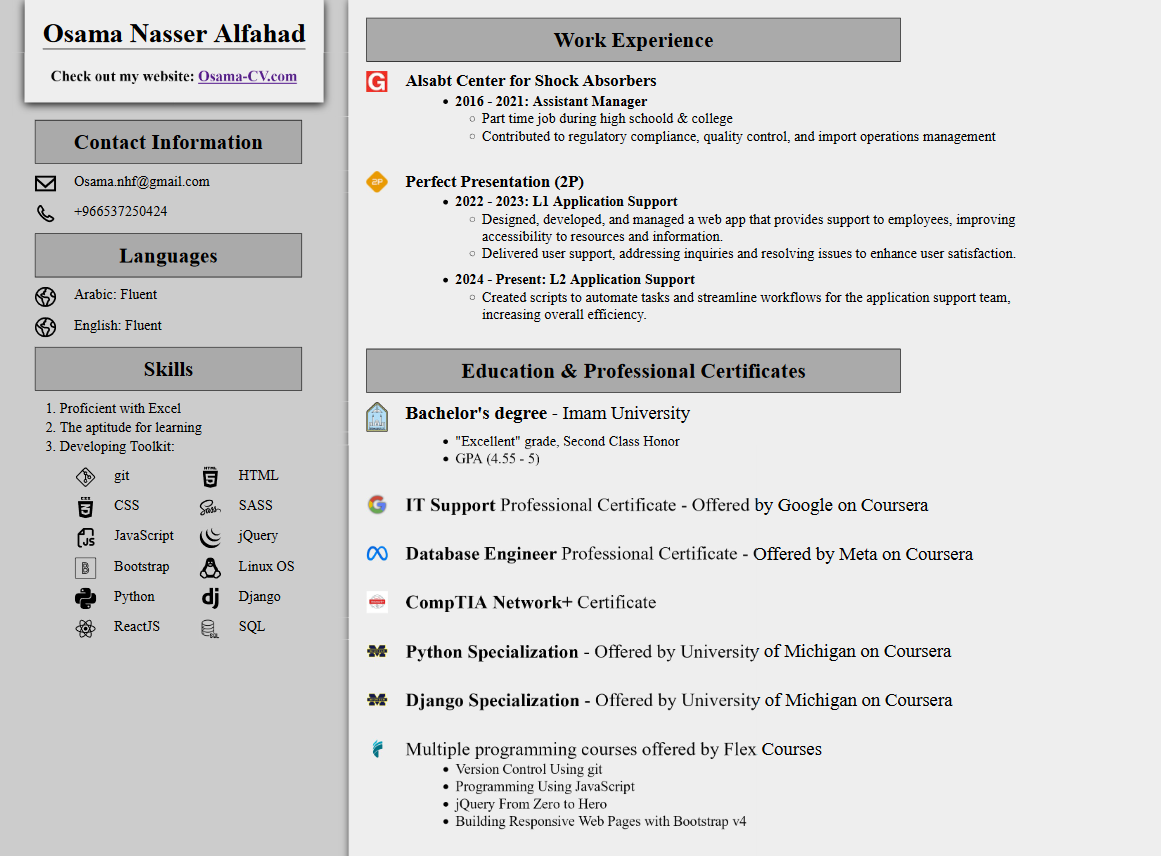 Osama Nasser Alfahad
Check out my website: Osama-CV.com
Contact Information
Osama.nhf@gmail.com
+966537250424
Languages
Arabic: Fluent
English: Fluent
Skills
1. Proficient with Excel
2. The aptitude for learning
3. Developing Toolkit:
git HTML
CSS SASS
JavaScript jQuery
Bootstrap Linux OS
Python Django
ReactJS SQL
Work Experience
Alsabt Center for Shock Absorbers
• 2016 - 2021: Assistant Manager
○ Part time job during high schoold & college
○ Contributed to regulatory compliance, quality control, and import operations management
2P
Perfect Presentation (2P)
• 2022 - 2023: L1 Application Support
○ Designed, developed, and managed a web app that provides support to employees, improving
accessibility to resources and information.
○ Delivered user support, addressing inquiries and resolving issues to enhance user satisfaction.
• 2024 - Present: L2 Application Support
○ Created scripts to automate tasks and streamline workflows for the application support team,
increasing overall efficiency.
Education & Professional Certificates
Bachelor's degree - Imam University
• "Excellent" grade, Second Class Honor
• GPA (4.55 - 5)
IT Support Professional Certificate - Offered by Google on Coursera
Database Engineer Professional Certificate - Offered by Meta on Coursera
CompTIA Network+ Certificate
Python Specialization - Offered by University of Michigan on Coursera
Django Specialization - Offered by University of Michigan on Coursera
Multiple programming courses offered by Flex Courses
• Version Control Using git
• Programming Using JavaScript
• jQuery From Zero to Hero
• Building Responsive Web Pages with Bootstrap v4